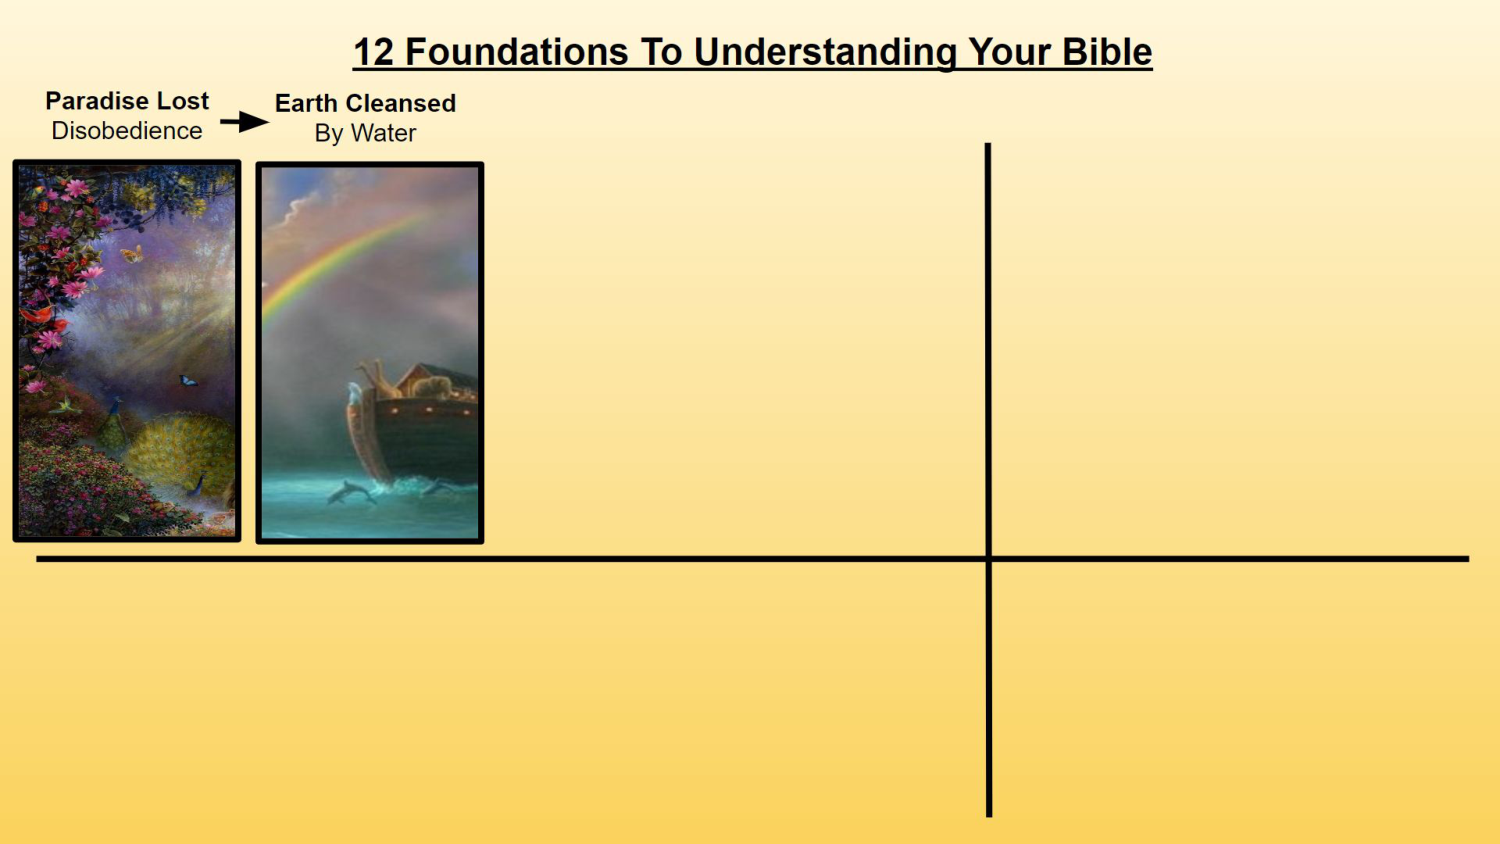 12 Foundations To Understanding Your Bible
Paradise Lost
Disobedience
Earth Cleansed
By Water